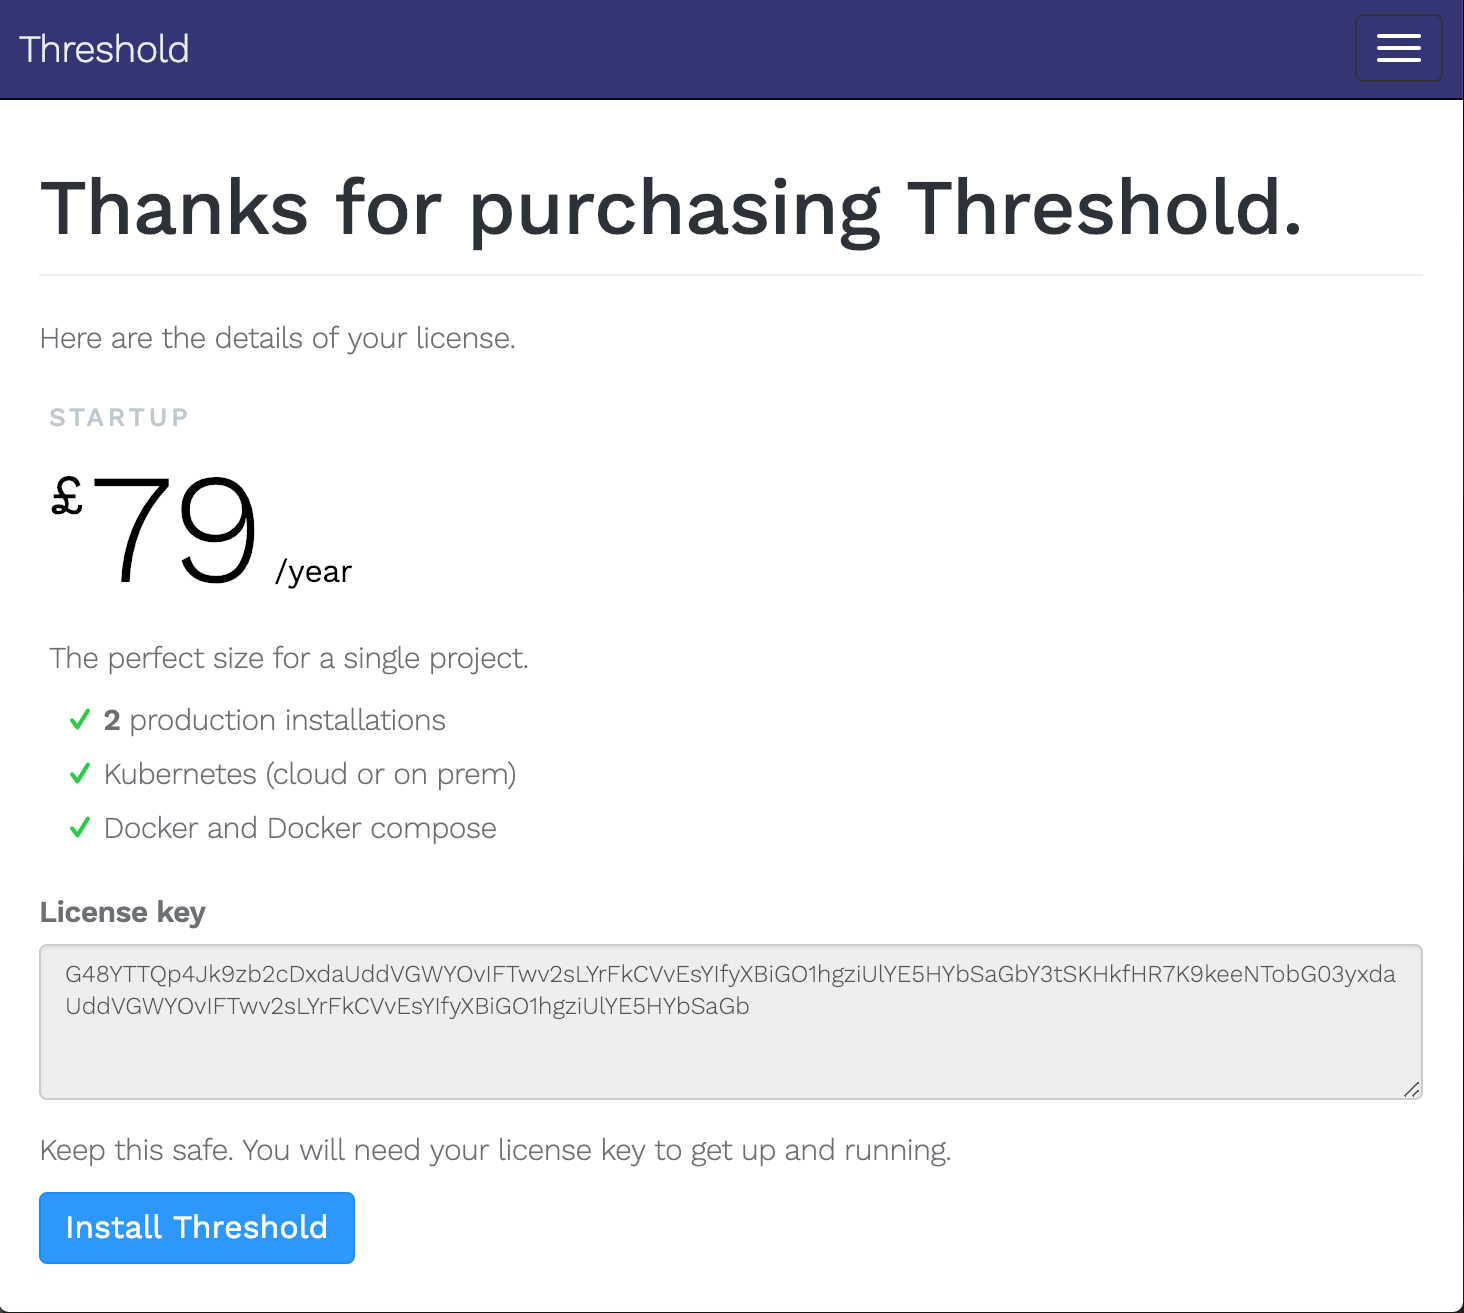 Threshold
Thanks for purchasing Threshold.
Here are the details of your license.
STARTUP
£79 /year
The perfect size for a single project.
2 production installations
Kubernetes (cloud or on prem)
Docker and Docker compose
License key
G48YTTQp4Jk9zb2cDxdaUddVGWYOvIFTwv2sLYrFkCVvEsYIfyXBiGO1hgziUlYE5HYbSaGbY3tSKHkfHR7K9keeNTobG03yxda
UddVGWYOvIFTwv2sLYrFkCVvEsYIfyXBiGO1hgziUlYE5HYbSaGb
Keep this safe. You will need your license key to get up and running.
Install Threshold